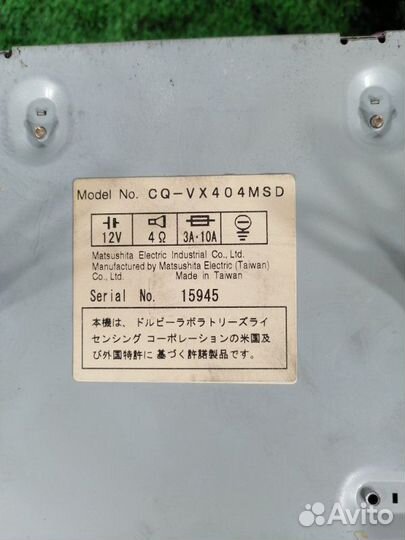 Model No. CQ-VX404MSD
12V 4Ω 3A·10A
Matsushita Electric Industrial Co., Ltd.
Manufactured by Matsushita Electric (Taiwan)
Co., Ltd. Made in Taiwan
Serial No. 15945
本機は、ドルビーラボラトリーズライ
センシング コーポレーションの米国及
び外国特許に 基づく許諾製品です。
Avito